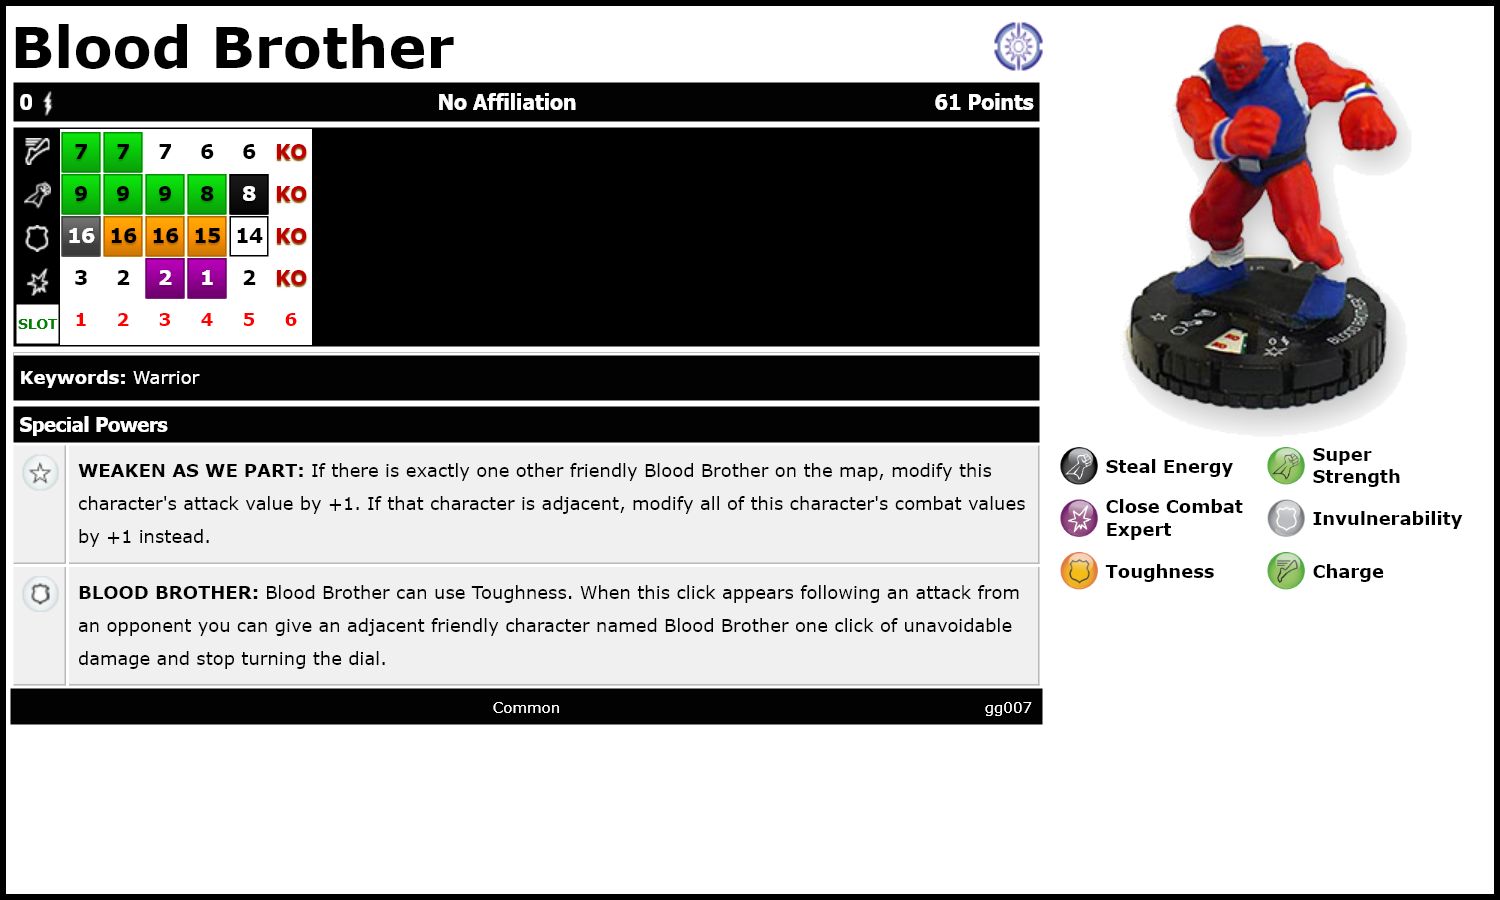 Blood Brother
0 No Affiliation 61 Points
7 7 7 6 6 KO
9 9 9 8 8 KO
16 16 16 15 14 KO
3 2 2 1 2 KO
SLOT 1 2 3 4 5 6
Keywords: Warrior
Special Powers
WEAKEN AS WE PART: If there is exactly one other friendly Blood Brother on the map, modify this
character's attack value by +1. If that character is adjacent, modify all of this character's combat values
by +1 instead.
BLOOD BROTHER: Blood Brother can use Toughness. When this click appears following an attack from
an opponent you can give an adjacent friendly character named Blood Brother one click of unavoidable
damage and stop turning the dial.
Common gg007
BLOOD BROTHER
KO
KO
Steal Energy
Super
Strength
Close Combat
Expert
Invulnerability
Toughness
Charge